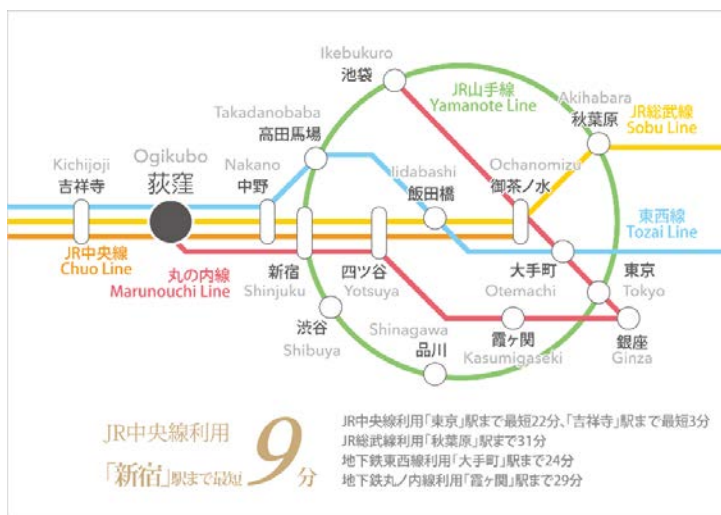 Ikebukuro
池袋
JR山手線
Yamanote Line
Akihabara
秋葉原
JR総武線
Sobu Line
Takadanobaba
高田馬場
Iidabashi
飯田橋
Ochanomizu
御茶ノ水
Kichijoji
吉祥寺
Ogikubo
荻窪
Nakano
中野
東西線
Tozai Line
JR中央線
Chuo Line
丸の内線
Marunouchi Line
新宿
Shinjuku
四ツ谷
Yotsuya
大手町
Otemachi
東京
Tokyo
渋谷
Shibuya
Shinagawa
品川
霞ヶ関
Kasumigaseki
銀座
Ginza
JR中央線利用
「新宿」駅まで最短9分
JR中央線利用「東京」駅まで最短22分、「吉祥寺」駅まで最短3分
JR総武線利用「秋葉原」駅まで31分
地下鉄東西線利用「大手町」駅まで24分
地下鉄丸ノ内線利用「霞ヶ関」駅まで29分